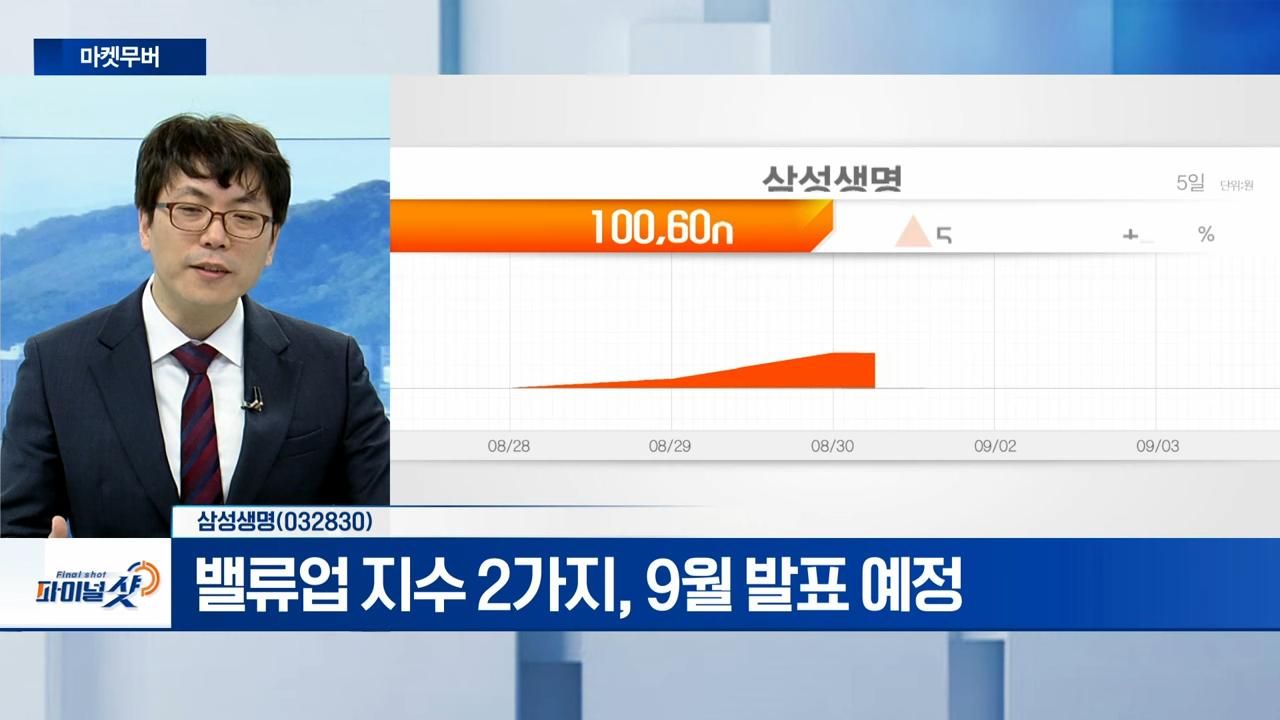 마켓무버
삼성생명
5일 단위:원
%
08/28 08/29 08/30 09/02 09/03
삼성생명(032830)
Final shot
파이널샷
밸류업 지수 2가지, 9월 발표 예정